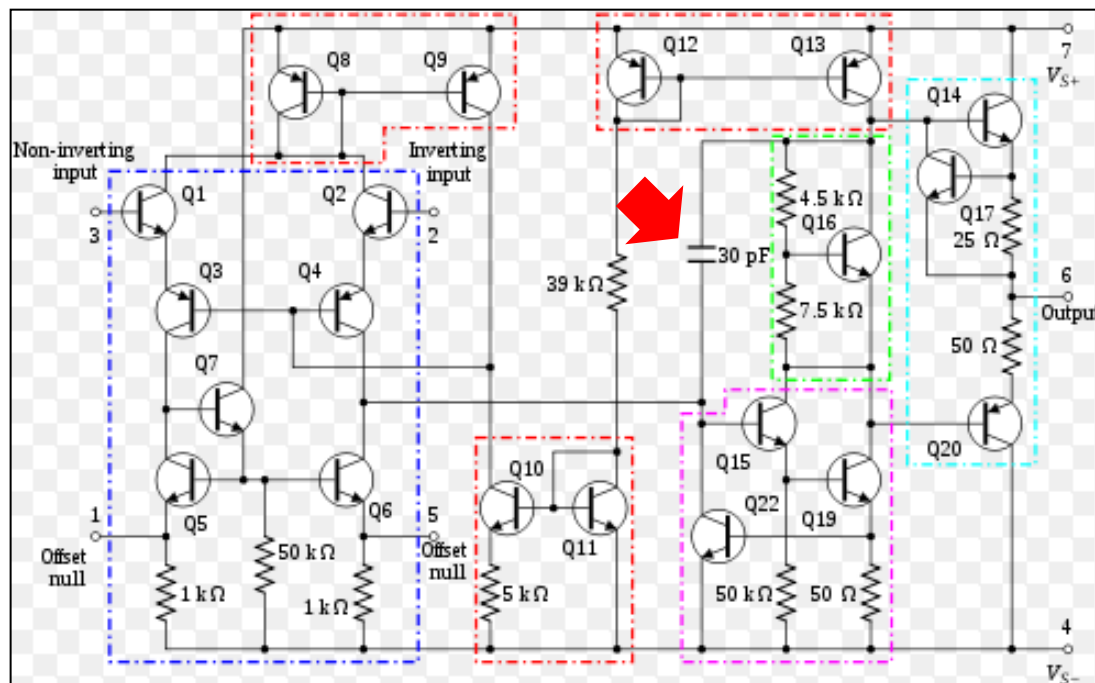 Q8
Q9
Q12
Q13
7
V_S+
Q14
Non-inverting
input
Q1
Q2
Inverting
input
3
2
4.5 kΩ
Q16
Q17
25 Ω
30 pF
Q3
Q4
39 kΩ
7.5 kΩ
6
Output
50 Ω
Q7
Q15
Q20
Q10
Q22
Q19
1
Q5
Q6
5
Q11
Offset
null
50 kΩ
Offset
null
1 kΩ
1 kΩ
5 kΩ
50 kΩ
50 Ω
4
V_S−